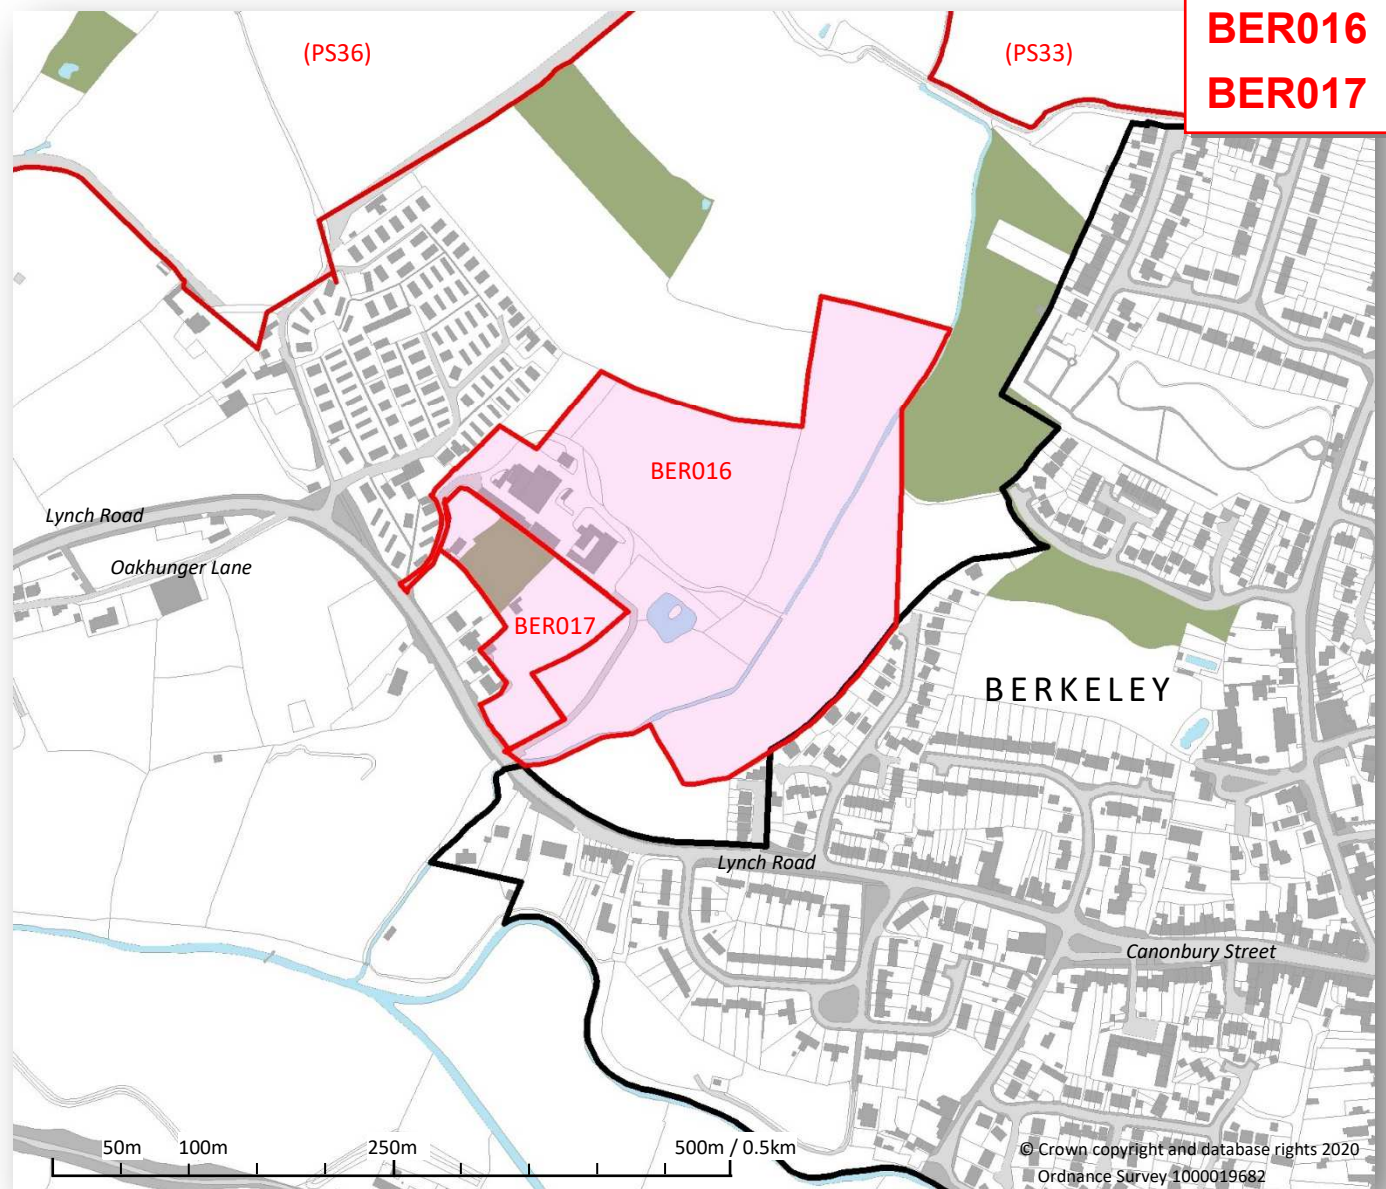 BER016
BER017
(PS36)
(PS33)
BER016
Lynch Road
Oakhunger Lane
BER017
BERKELEY
Lynch Road
Canonbury Street
50m 100m 250m 500m / 0.5km
© Crown copyright and database rights 2020
Ordnance Survey 1000019682